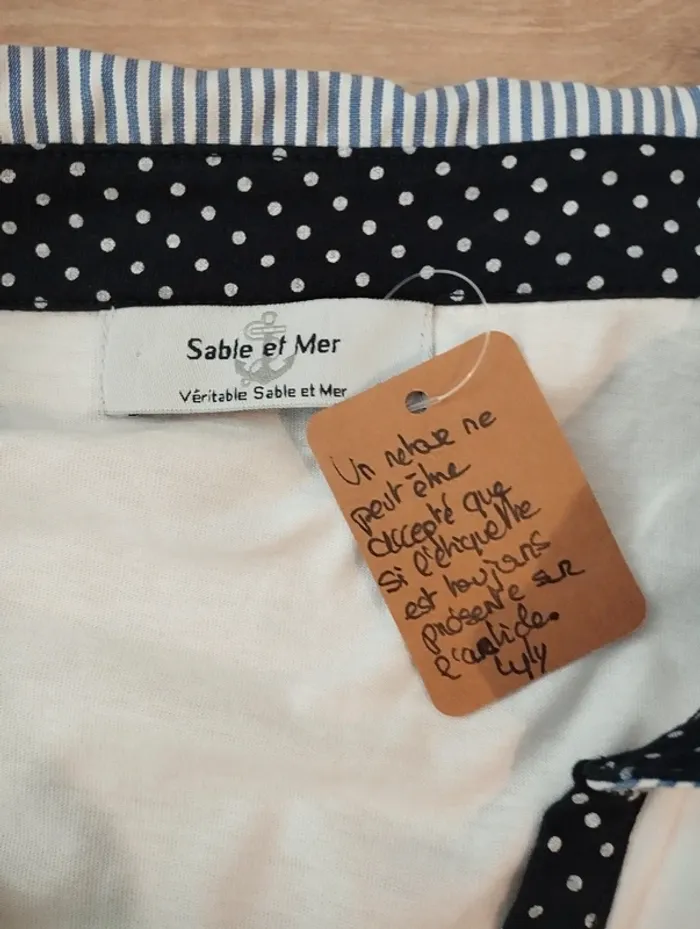 Sable et Mer
Véritable Sable et Mer
Un retour ne
peut être
accepté que
si l'étiquette
est toujours
présente sur
l'article.
Lyly